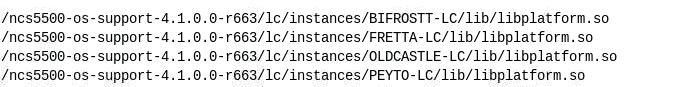 /ncs5500-os-support-4.1.0.0-r663/lc/instances/BIFROSTT-LC/lib/libplatform.so
/ncs5500-os-support-4.1.0.0-r663/lc/instances/FRETTA-LC/lib/libplatform.so
/ncs5500-os-support-4.1.0.0-r663/lc/instances/OLDCASTLE-LC/lib/libplatform.so
/ncs5500-os-support-4.1.0.0-r663/lc/instances/PEYTO-LC/lib/libplatform.so